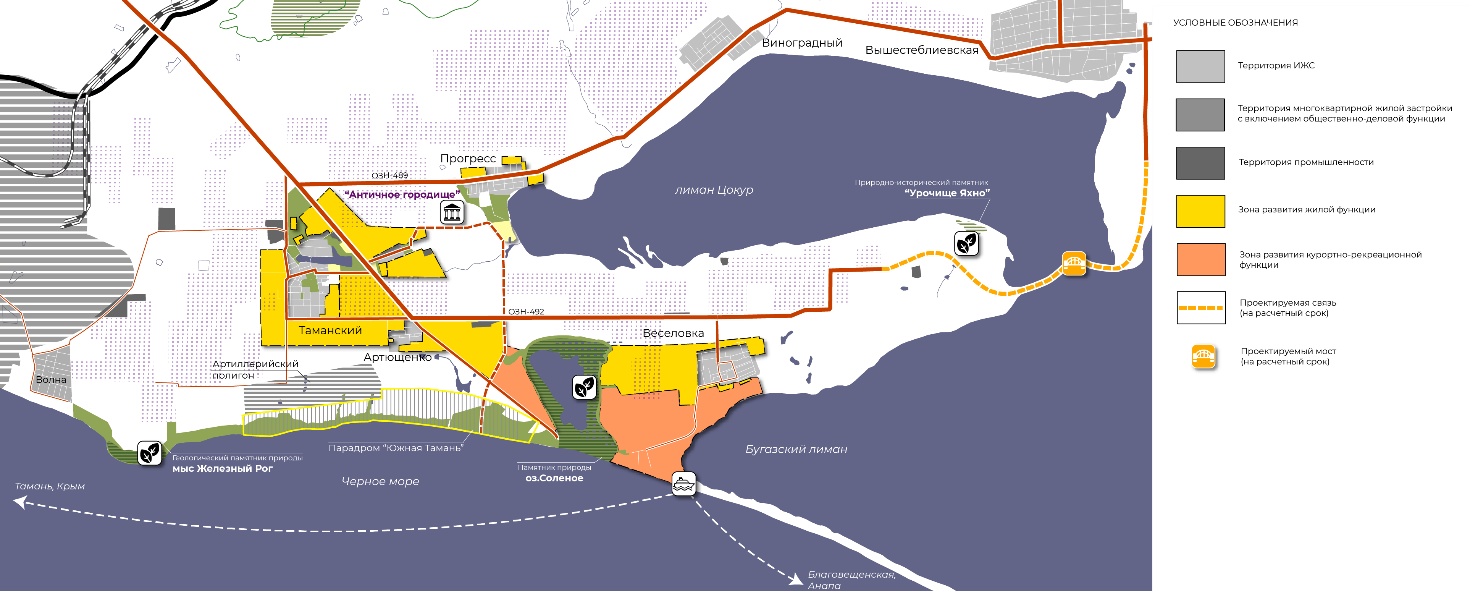 Виноградный
Вышестеблиевская
Прогресс
ОЗН-489
“Античное городище”
лиман Цокур
Природно-исторический памятник
“Урочище Яхно”
ОЗН-492
Таманский
Артющенко
Веселовка
Артиллерийский
полигон
Волна
Парадром “Южная Тамань”
Геологический памятник природы
мыс Железный Рог
Памятник природы
оз.Соленое
Бугазский лиман
Черное море
Тамань, Крым
Благовещенская,
Анапа
УСЛОВНЫЕ ОБОЗНАЧЕНИЯ
Территория ИЖС
Территория многоквартирной жилой застройки
с включением общественно-деловой функции
Территория промышленности
Зона развития жилой функции
Зона развития курортно-рекреационной
функции
Проектируемая связь
(на расчетный срок)
Проектируемый мост
(на расчетный срок)